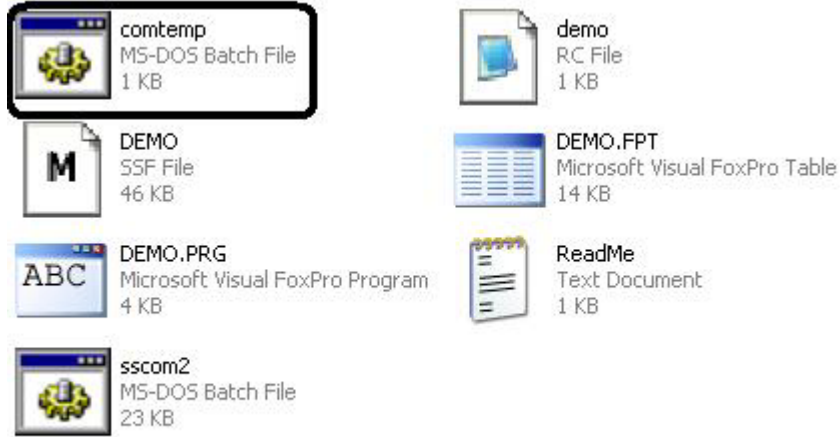 comtemp
MS-DOS Batch File
1 KB
demo
RC File
1 KB
M
DEMO
SSF File
46 KB
DEMO.FPT
Microsoft Visual FoxPro Table
14 KB
ABC
DEMO.PRG
Microsoft Visual FoxPro Program
4 KB
ReadMe
Text Document
1 KB
sscom2
MS-DOS Batch File
23 KB